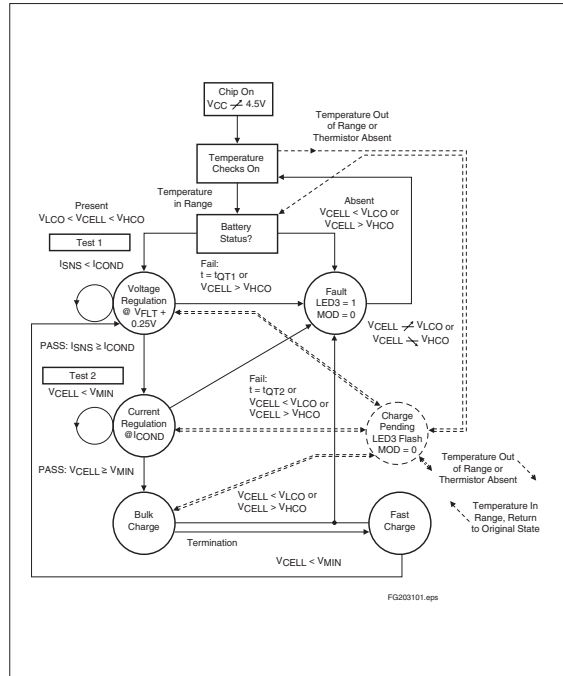 Chip On
VCC ↗ 4.5V
Temperature Out
of Range or
Thermistor Absent
Temperature
Checks On
Temperature
in Range
Present
VLCO < VCELL < VHCO
Absent
VCELL < VLCO or
VCELL > VHCO
Battery
Status?
Test 1
ISNS < ICOND
Fail:
t = tQT1 or
VCELL > VHCO
Voltage
Regulation
@ VFLT +
0.25V
Fault
LED3 = 1
MOD = 0
VCELL ↗ VLCO or
VCELL ↘ VHCO
PASS: ISNS ≥ ICOND
Test 2
VCELL < VMIN
Fail:
t = tQT2 or
VCELL < VLCO or
VCELL > VHCO
Current
Regulation
@ICOND
Charge
Pending
LED3 Flash
MOD = 0
Temperature Out
of Range or
Thermistor Absent
PASS: VCELL ≥ VMIN
Temperature In
Range, Return
to Original State
VCELL < VLCO or
VCELL > VHCO
Bulk
Charge
Fast
Charge
Termination
VCELL < VMIN
FG203101.eps